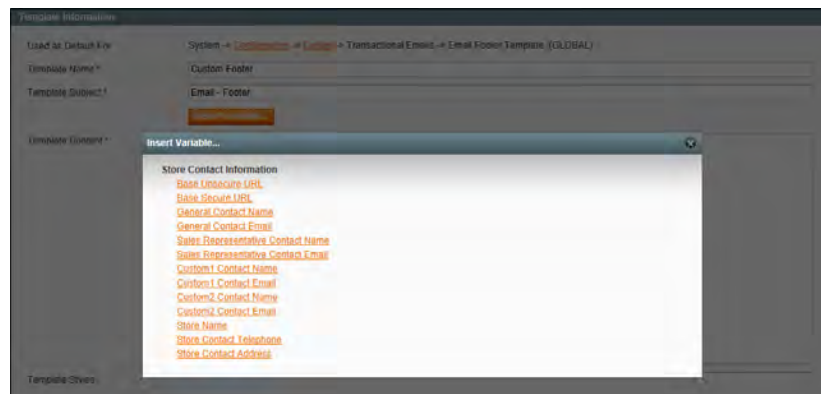 Template Information
Used as Default For System -> Configuration -> Design -> Transactional Emails -> Email Footer Template (GLOBAL)
Template Name * Custom Footer
Template Subject * Email - Footer
Template Content *
Insert Variable...
Store Contact Information
Base Unsecure URL
Base Secure URL
General Contact Name
General Contact Email
Sales Representative Contact Name
Sales Representative Contact Email
Custom1 Contact Name
Custom1 Contact Email
Custom2 Contact Name
Custom2 Contact Email
Store Name
Store Contact Telephone
Store Contact Address
Template Styles